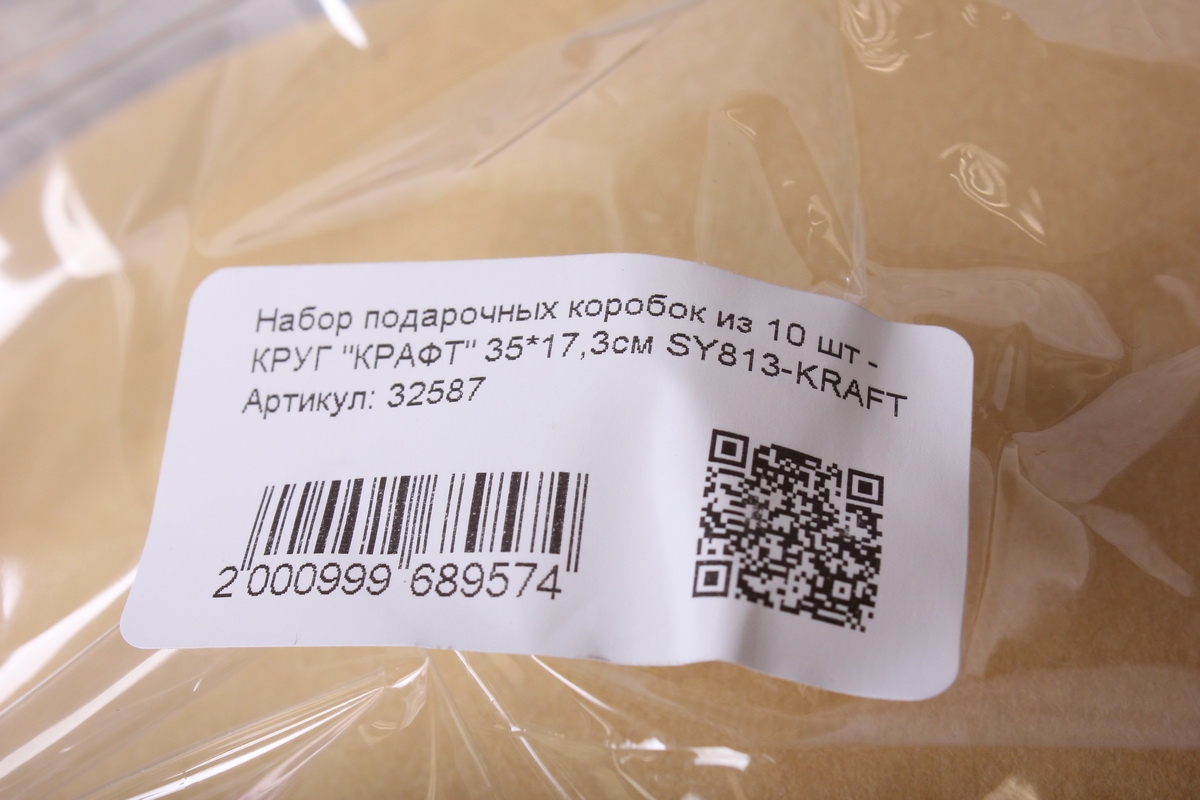 Набор подарочных коробок из 10 шт -
КРУГ "КРАФТ" 35*17,3см SY813-KRAFT
Артикул: 32587
2 000999 689574